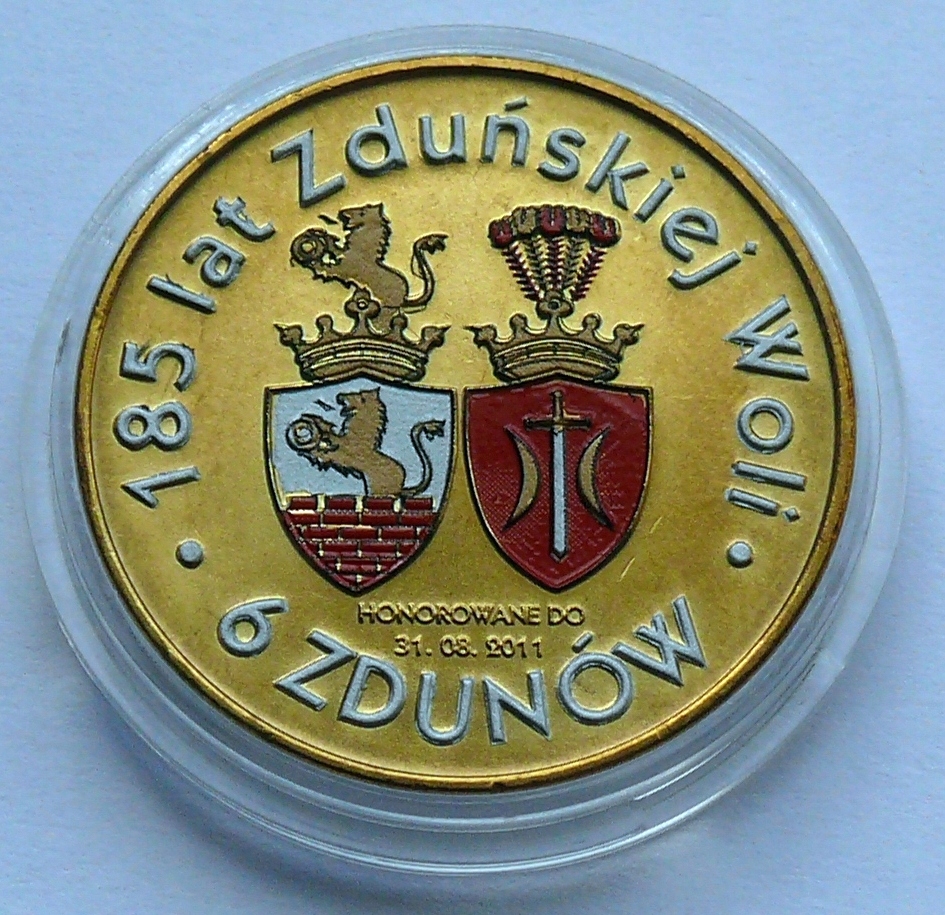 185 lat Zduńskiej Woli
HONOROWANE DO
31. 08. 2011
6 ZDUNÓW